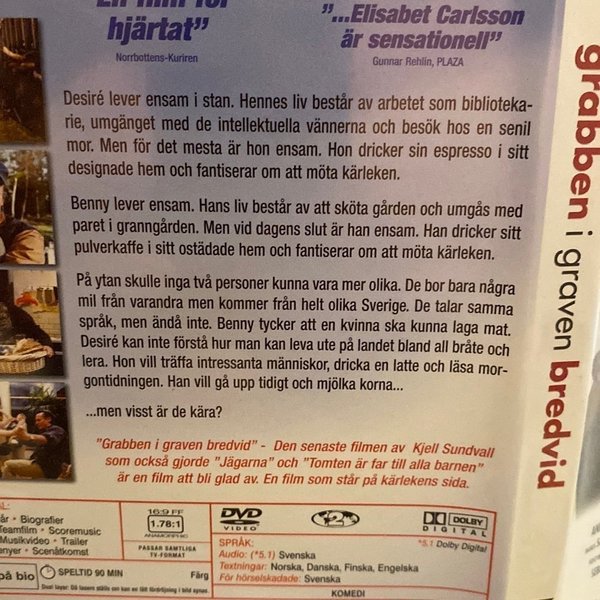 "En film för
hjärtat"
Norrbottens-Kuriren
"...Elisabet Carlsson
är sensationell"
Gunnar Rehlin, PLAZA
Desiré lever ensam i stan. Hennes liv består av arbetet som biblioteka-
rie, umgänget med de intellektuella vännerna och besök hos en senil
mor. Men för det mesta är hon ensam. Hon dricker sin espresso i sitt
designade hem och fantiserar om att möta kärleken.
Benny lever ensam. Hans liv består av att sköta gården och umgås med
paret i granngården. Men vid dagens slut är han ensam. Han dricker sitt
pulverkaffe i sitt ostädade hem och fantiserar om att möta kärleken.
På ytan skulle inga två personer kunna vara mer olika. De bor bara några
mil från varandra men kommer från helt olika Sverige. De talar samma
språk, men ändå inte. Benny tycker att en kvinna ska kunna laga mat.
Desiré kan inte förstå hur man kan leva ute på landet bland all bråte och
lera. Hon vill träffa intressanta människor, dricka en latte och läsa mor-
gontidningen. Han vill gå upp tidigt och mjölka korna...
...men visst är de kära?
"Grabben i graven bredvid" - Den senaste filmen av Kjell Sundvall
som också gjorde "Jägarna" och "Tomten är far till alla barnen"
är en film att bli glad av. En film som står på kärlekens sida.
år • Biografier
Teamfilm • Scoremusic
Musikvideo • Trailer
enyer • Scenåtkomst
på bio
SPELTID 90 MIN
Färg
16:9 FF
1.78:1
ANAMORPHIC
PASSAR SAMTLIGA
TV-FORMAT
DVD
VIDEO
2
DOLBY
DIGITAL
*5.1 Dolby Digital
SPRÅK:
Audio: (*5.1) Svenska
Textningar: Norska, Danska, Finska, Engelska
För hörselskadade: Svenska
KOMEDI
grabben i graven bredvid